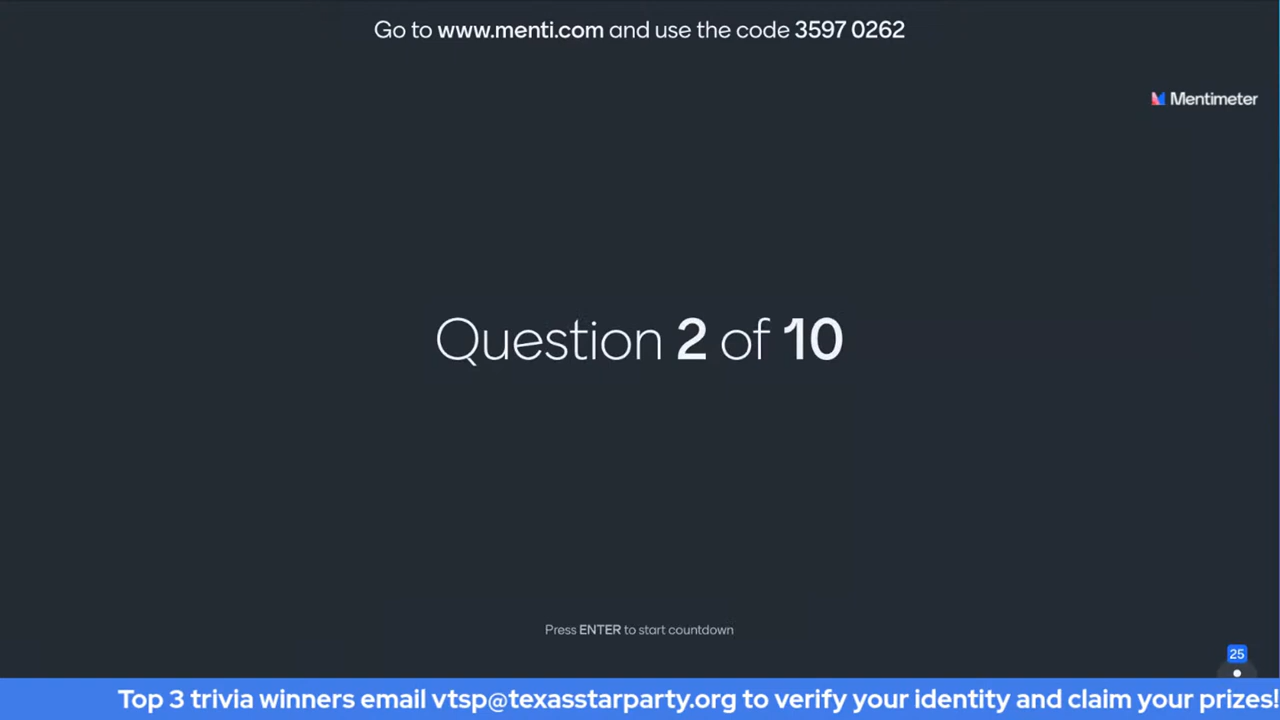 Go to www.menti.com and use the code 3597 0262
Mentimeter
Question 2 of 10
Press ENTER to start countdown
25
Top 3 trivia winners email vtsp@texasstarparty.org to verify your identity and claim your prizes!